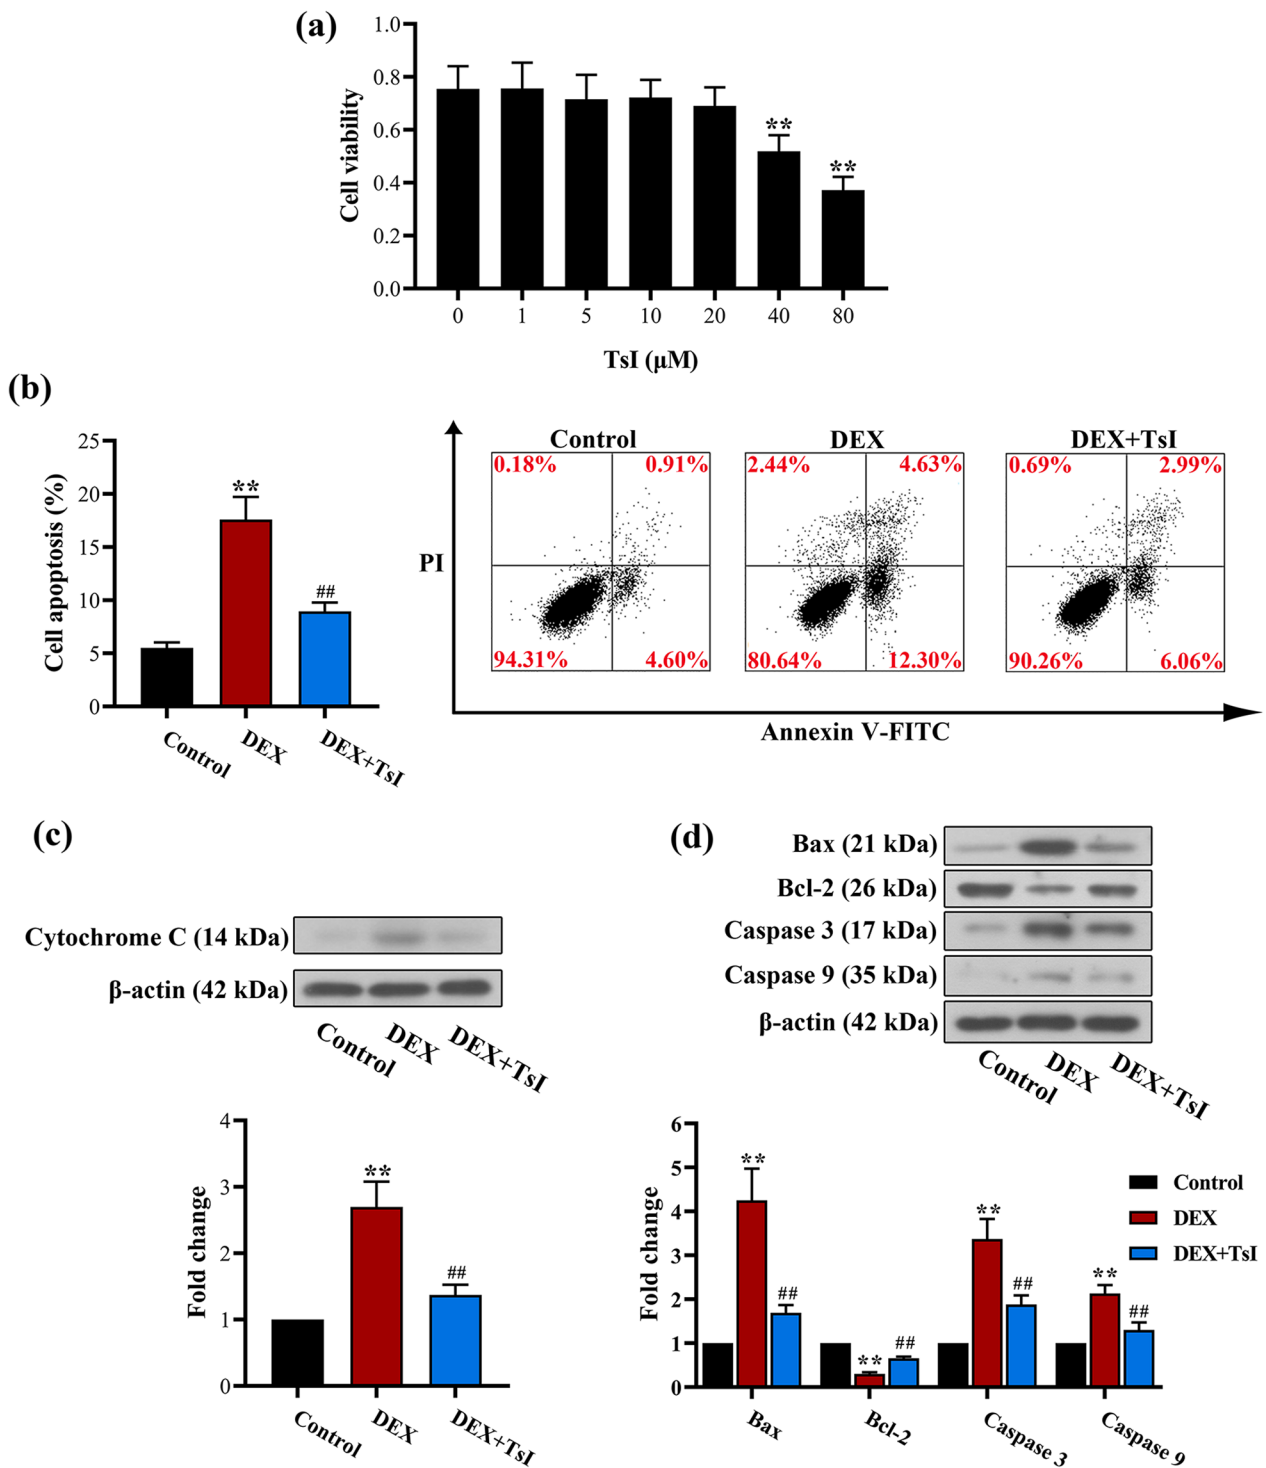 (a)
1.0
0.8
0.6
0.4
0.2
0.0
Cell viability
**
**
0 1 5 10 20 40 80
TsI (μM)
(b)
25
20
15
10
5
0
Cell apoptosis (%)
**
##
Control
DEX
DEX+TsI
PI
Control
0.18% 0.91%
94.31% 4.60%
DEX
2.44% 4.63%
80.64% 12.30%
DEX+TsI
0.69% 2.99%
90.26% 6.06%
Annexin V-FITC
(c)
Cytochrome C (14 kDa)
β-actin (42 kDa)
Control
DEX
DEX+TsI
4
3
2
1
0
Fold change
**
##
Control
DEX
DEX+TsI
(d)
Bax (21 kDa)
Bcl-2 (26 kDa)
Caspase 3 (17 kDa)
Caspase 9 (35 kDa)
β-actin (42 kDa)
Control
DEX
DEX+TsI
6
5
4
3
2
1
0
Fold change
**
##
**
##
**
##
**
##
Bax
Bcl-2
Caspase 3
Caspase 9
Control
DEX
DEX+TsI